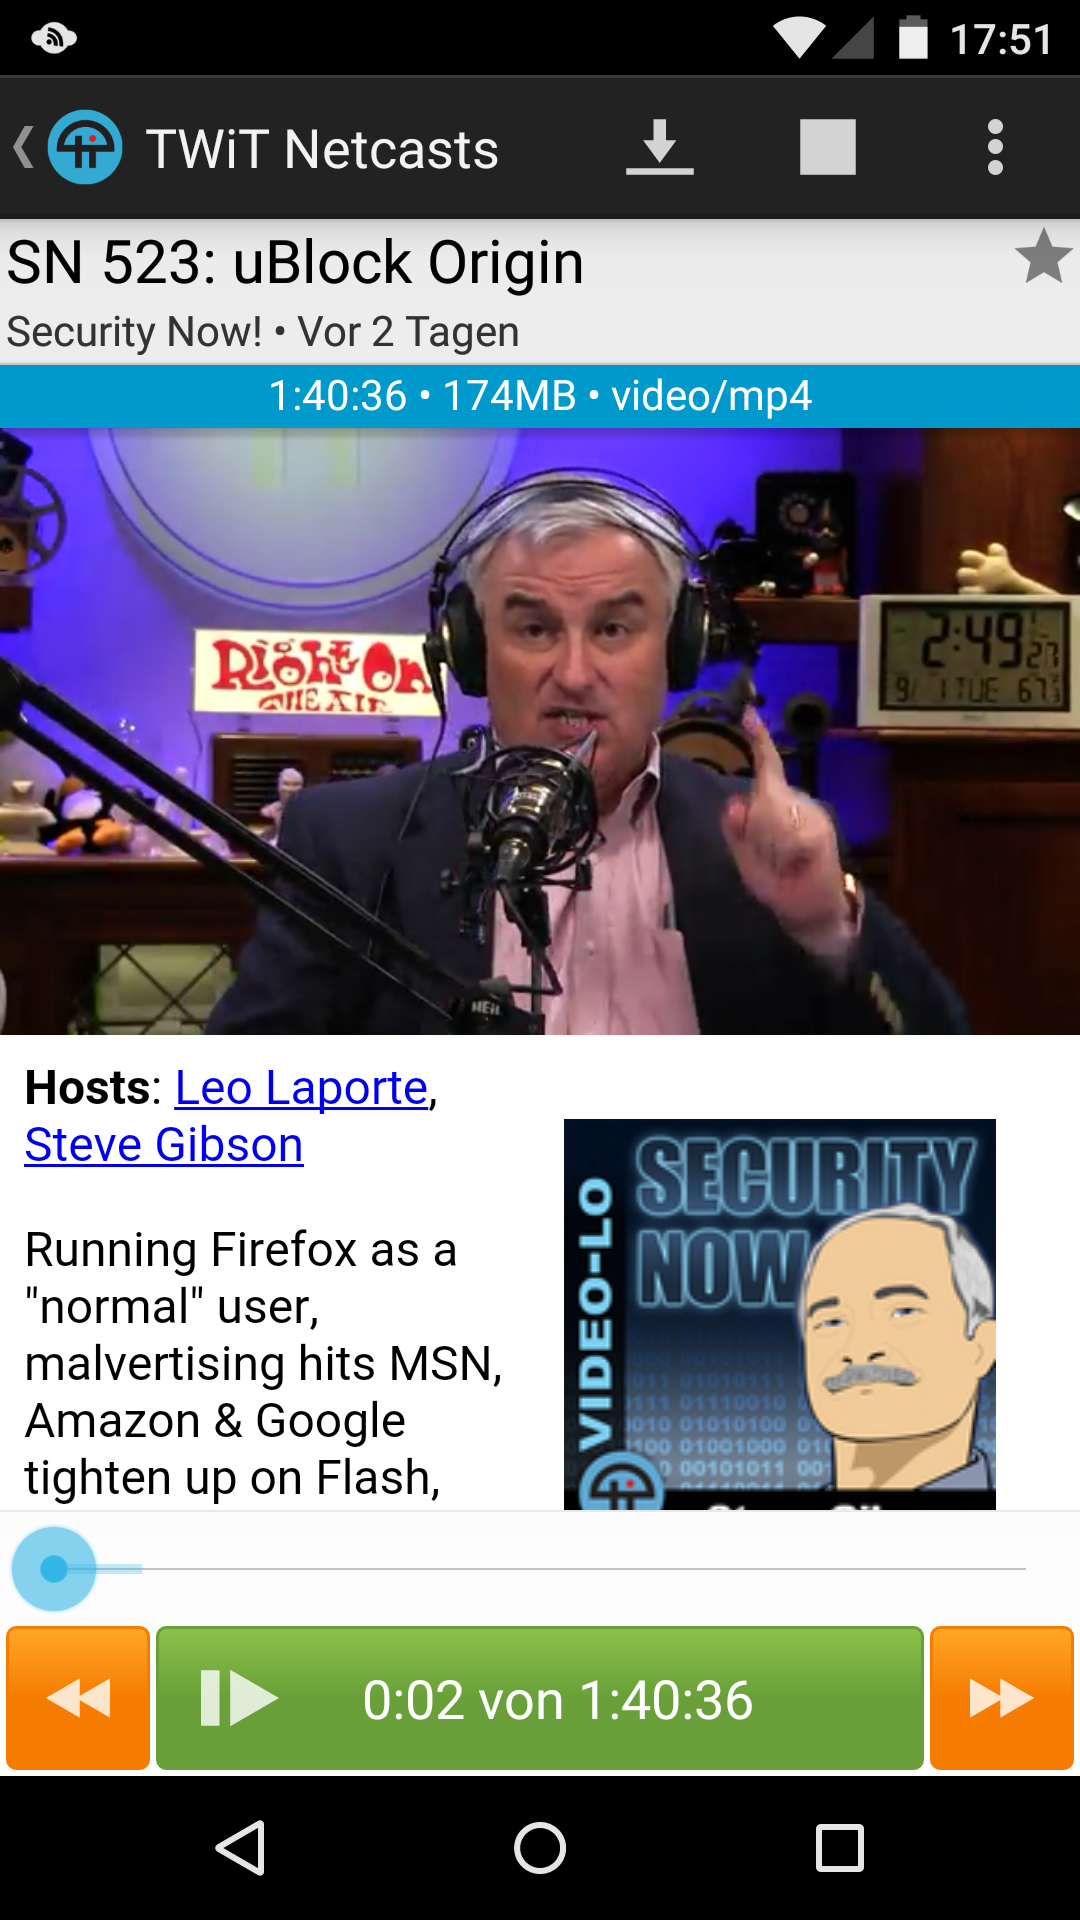 17:51
TWiT Netcasts
SN 523: uBlock Origin
Security Now! • Vor 2 Tagen
1:40:36 • 174MB • video/mp4
Right On
THE AIR
2:49 27
9/ 1 TUE 67
HEIL
Hosts: Leo Laporte,
Steve Gibson
Running Firefox as a
"normal" user,
malvertising hits MSN,
Amazon & Google
tighten up on Flash,
SECURITY
NOW
VIDEO-LO
0:02 von 1:40:36